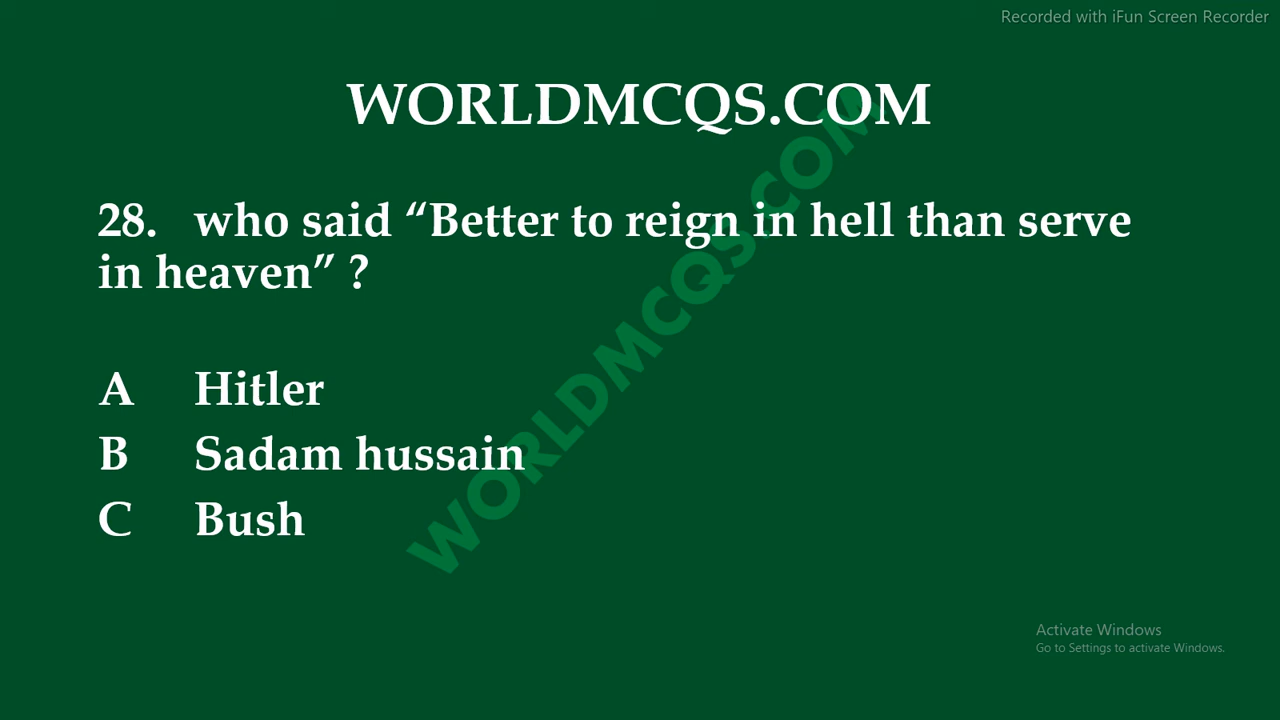 Recorded with iFun Screen Recorder
WORLDMCQS.COM
28. who said “Better to reign in hell than serve
in heaven” ?
A Hitler
B Sadam hussain
C Bush
WORLDMCQS.COM
Activate Windows
Go to Settings to activate Windows.